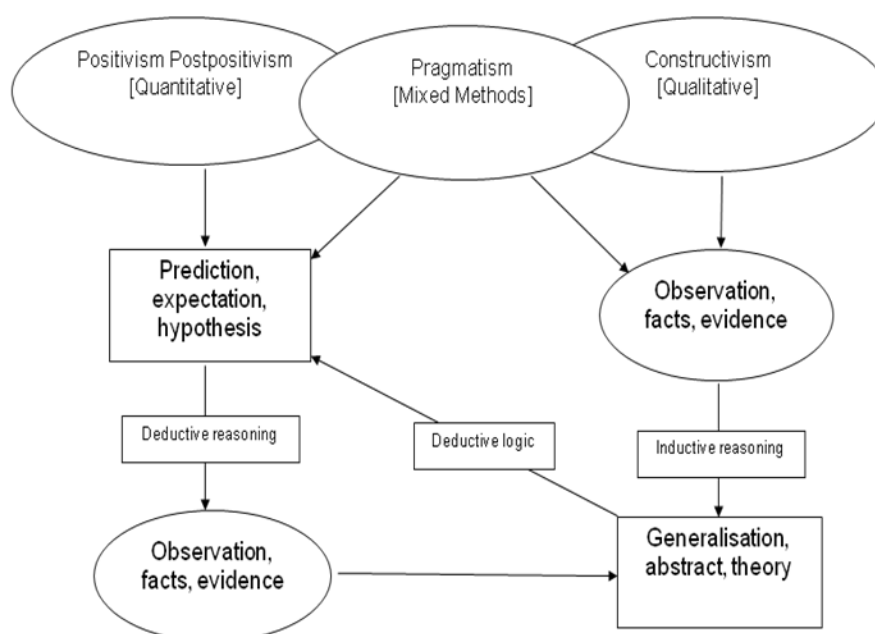 Positivism Postpositivism
[Quantitative]
Pragmatism
[Mixed Methods]
Constructivism
[Qualitative]
Prediction,
expectation,
hypothesis
Observation,
facts, evidence
Deductive reasoning
Deductive logic
Inductive reasoning
Observation,
facts, evidence
Generalisation,
abstract, theory